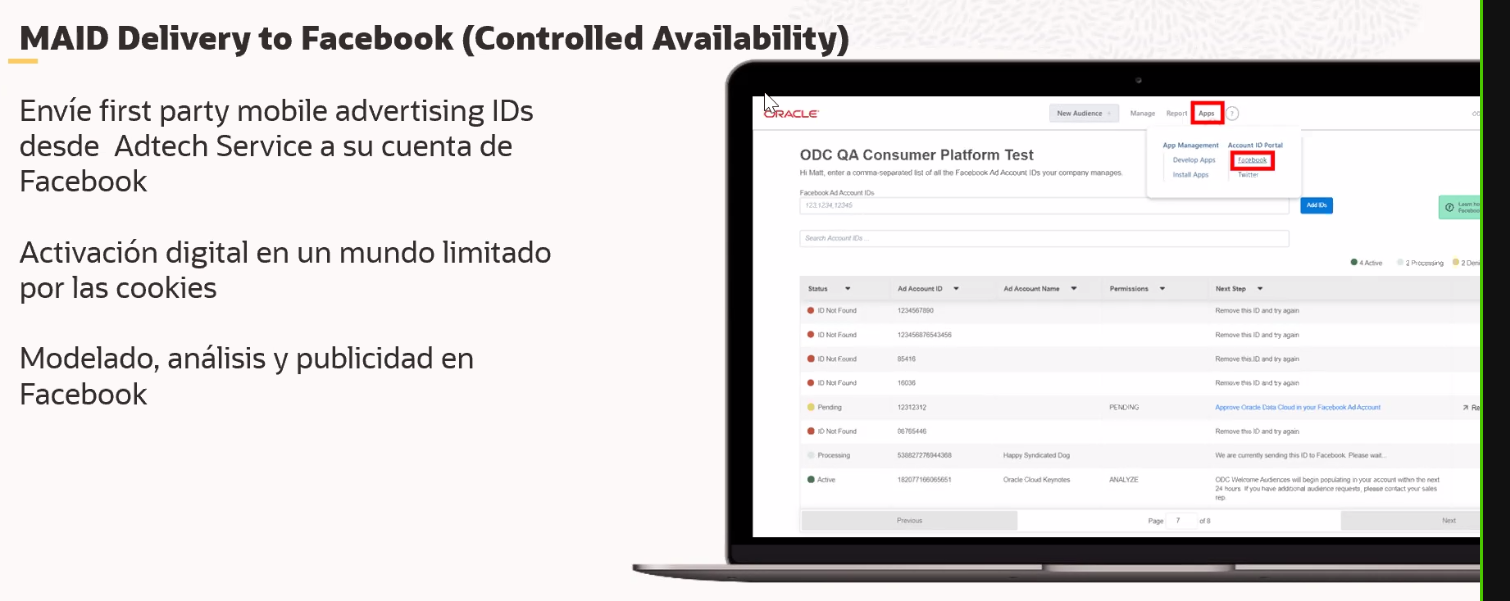 MAID Delivery to Facebook (Controlled Availability)
Envíe first party mobile advertising IDs
desde Adtech Service a su cuenta de
Facebook
Activación digital en un mundo limitado
por las cookies
Modelado, análisis y publicidad en
Facebook
ORACLE
New Audience
Manage
Report
Apps
?
App Management
Account ID Portal
Develop Apps
Facebook
Install Apps
Twitter
ODC QA Consumer Platform Test
Hi Matt, enter a comma-separated list of all the Facebook Ad Account IDs your company manages.
Facebook Ad Account IDs
123,1234,12345
Add IDs
Search Account IDs ...
4 Active
2 Processing
Status
Ad Account ID
Ad Account Name
Permissions
Next Step
ID Not Found 1234567890 Remove this ID and try again
ID Not Found 123456876543456 Remove this ID and try again
ID Not Found 85416 Remove this ID and try again
ID Not Found 16036 Remove this ID and try again
Pending 12312312 PENDING Approve Oracle Data Cloud in your Facebook Ad Account
ID Not Found 86765446 Remove this ID and try again
Processing 538827276944388 Happy Syndicated Dog We are currently sending this ID to Facebook. Please wait...
Active 182077166065651 Oracle Cloud Keynotes ANALYZE ODC Welcome Audiences will begin populating in your account within the next
24 hours. If you have additional audience requests, please contact your sales
rep.
Previous
Page 7 of 8
Next